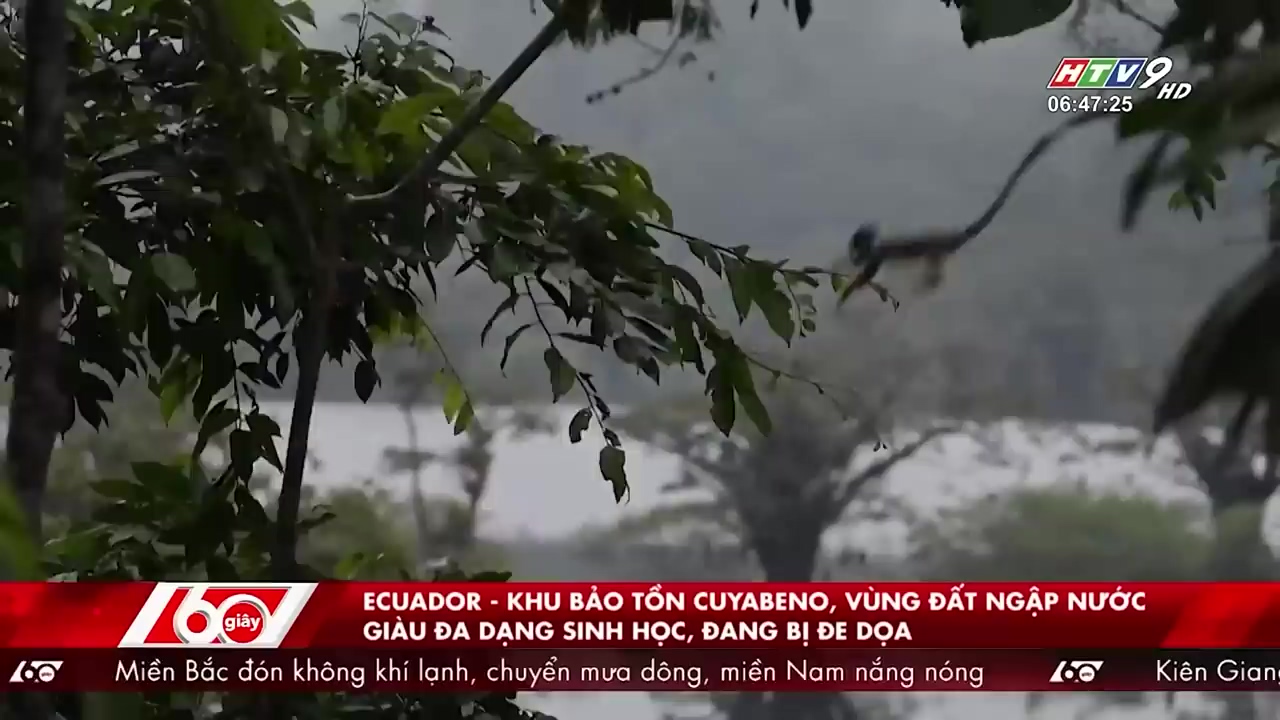 HTV9 HD
06:47:25
60 giây
ECUADOR - KHU BẢO TỒN CUYABENO, VÙNG ĐẤT NGẬP NƯỚC
GIÀU ĐA DẠNG SINH HỌC, ĐANG BỊ ĐE DỌA
60 Miền Bắc đón không khí lạnh, chuyển mưa dông, miền Nam nắng nóng 60 Kiên Giang